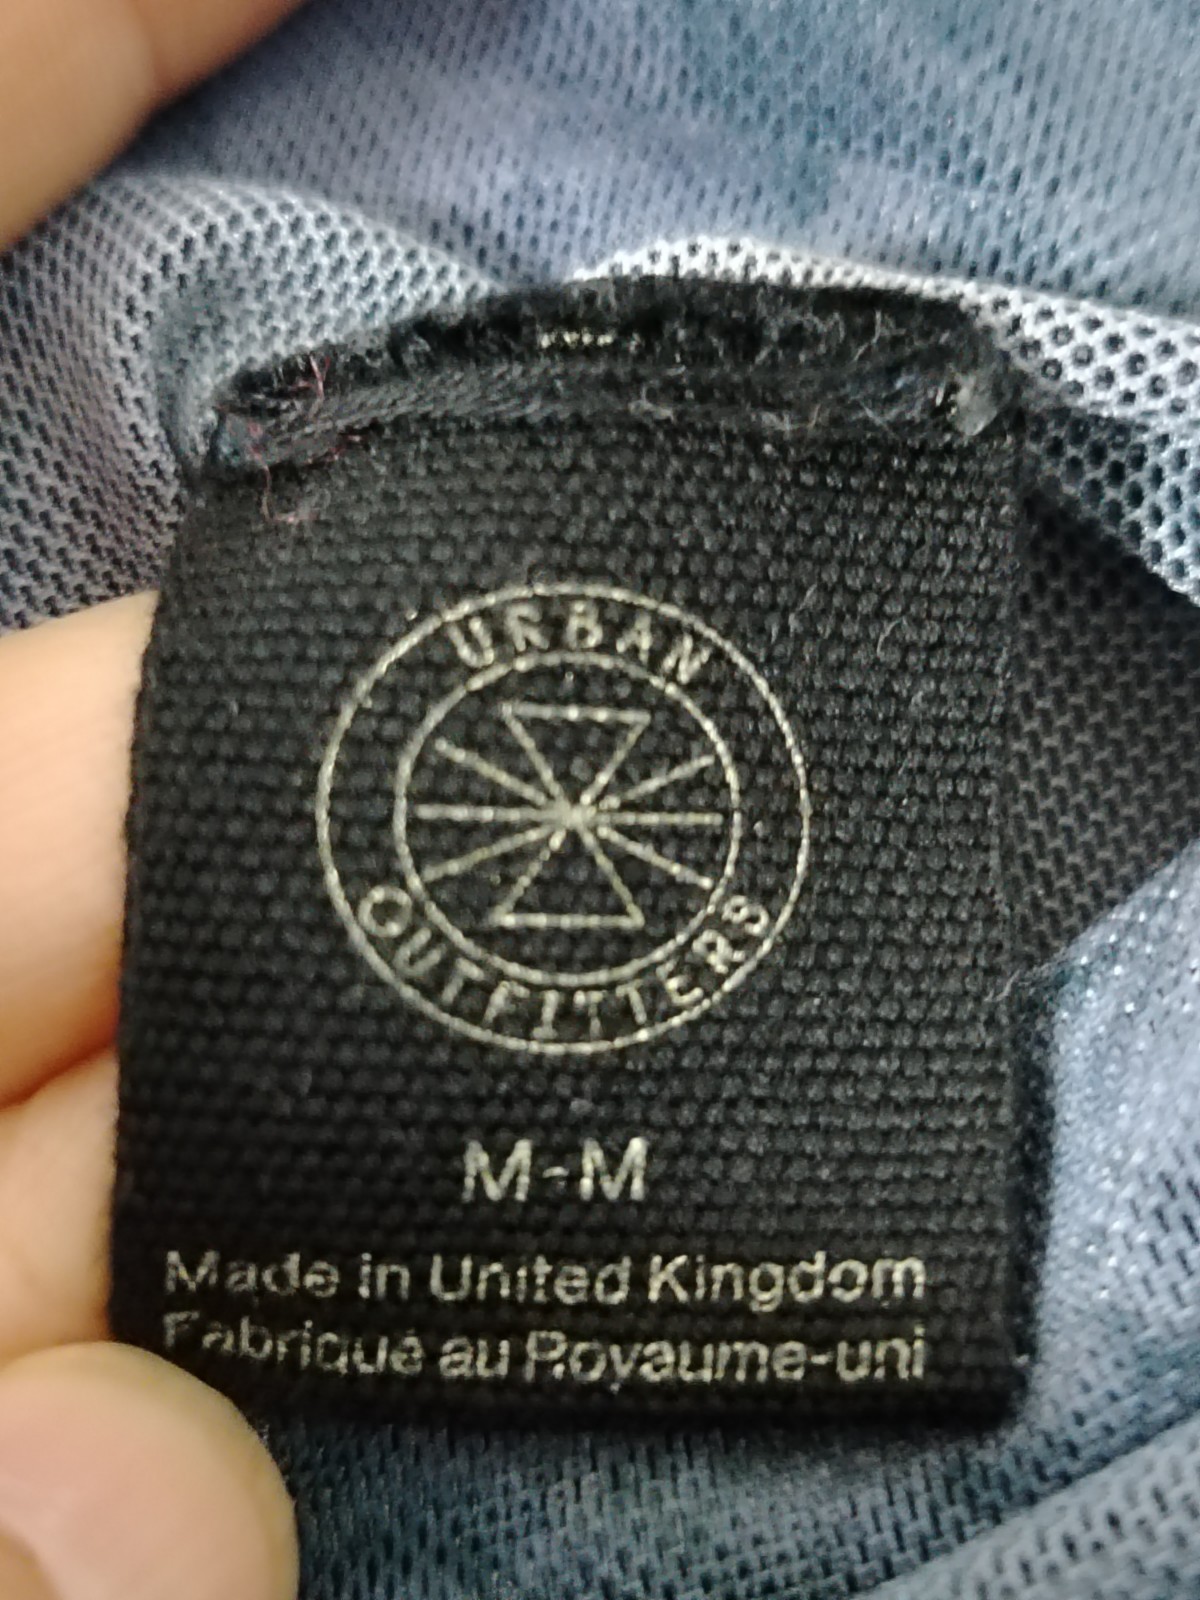 URBAN
OUTFITTERS
M-M
Made in United Kingdom
Fabriqué au Royaume-uni